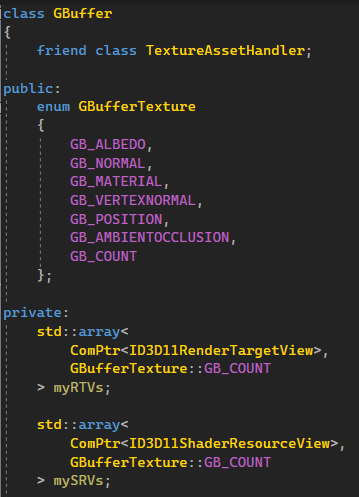 class GBuffer
{
    friend class TextureAssetHandler;

public:
    enum GBufferTexture
    {
        GB_ALBEDO,
        GB_NORMAL,
        GB_MATERIAL,
        GB_VERTEXNORMAL,
        GB_POSITION,
        GB_AMBIENTOCCLUSION,
        GB_COUNT
    };

private:
    std::array<
        ComPtr<ID3D11RenderTargetView>,
        GBufferTexture::GB_COUNT
    > myRTVs;

    std::array<
        ComPtr<ID3D11ShaderResourceView>,
        GBufferTexture::GB_COUNT
    > mySRVs;